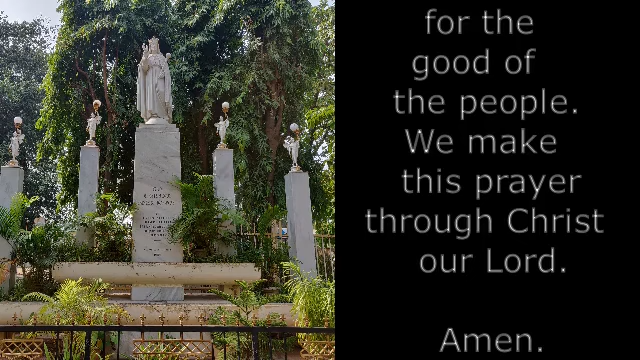 for the
good of
the people.
We make
this prayer
through Christ
our Lord.
Amen.